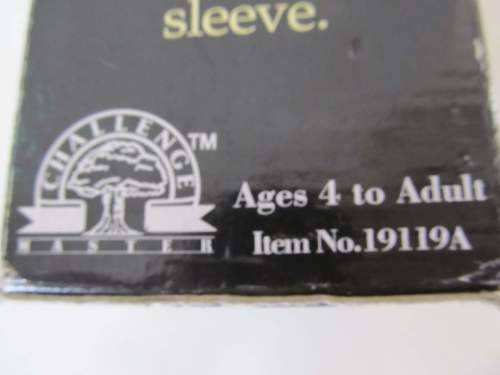 sleeve.
CHALLENGE TM
MASTER
Ages 4 to Adult
Item No.19119A